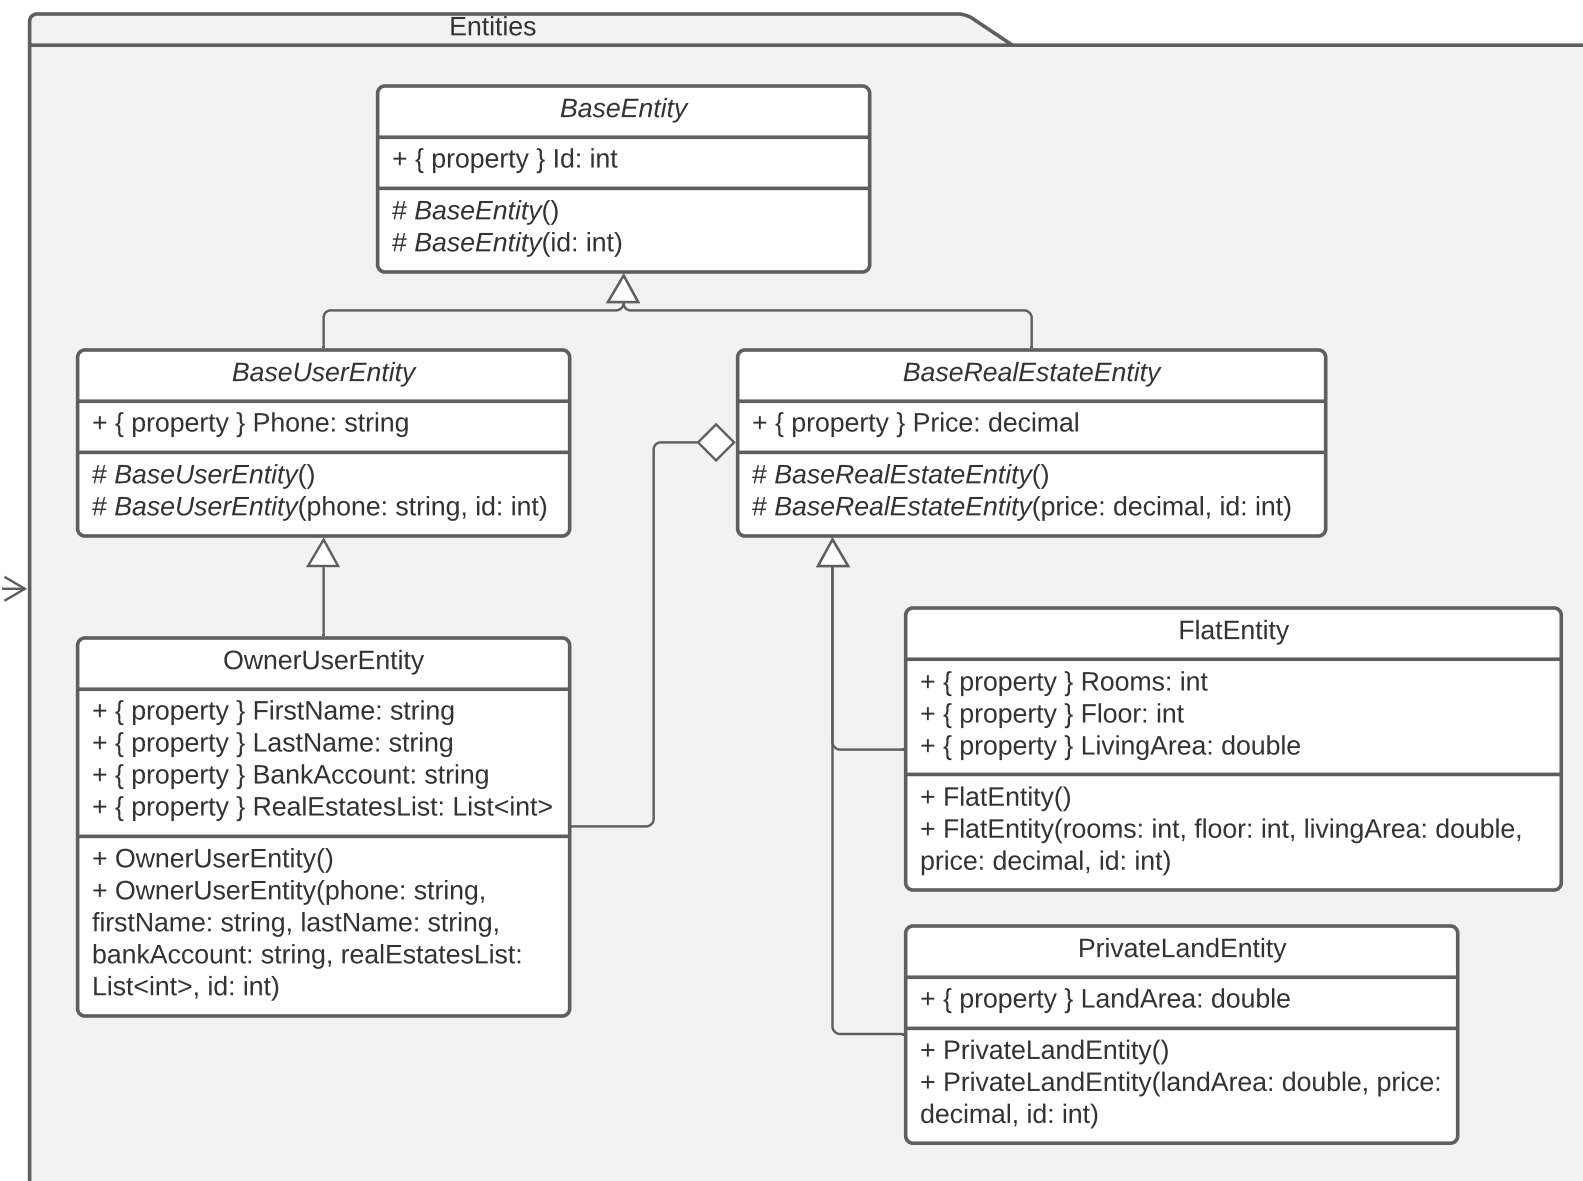 Entities
BaseEntity
+ { property } Id: int
# BaseEntity()
# BaseEntity(id: int)
BaseUserEntity
+ { property } Phone: string
# BaseUserEntity()
# BaseUserEntity(phone: string, id: int)
BaseRealEstateEntity
+ { property } Price: decimal
# BaseRealEstateEntity()
# BaseRealEstateEntity(price: decimal, id: int)
OwnerUserEntity
+ { property } FirstName: string
+ { property } LastName: string
+ { property } BankAccount: string
+ { property } RealEstatesList: List<int>
+ OwnerUserEntity()
+ OwnerUserEntity(phone: string,
firstName: string, lastName: string,
bankAccount: string, realEstatesList:
List<int>, id: int)
FlatEntity
+ { property } Rooms: int
+ { property } Floor: int
+ { property } LivingArea: double
+ FlatEntity()
+ FlatEntity(rooms: int, floor: int, livingArea: double,
price: decimal, id: int)
PrivateLandEntity
+ { property } LandArea: double
+ PrivateLandEntity()
+ PrivateLandEntity(landArea: double, price:
decimal, id: int)